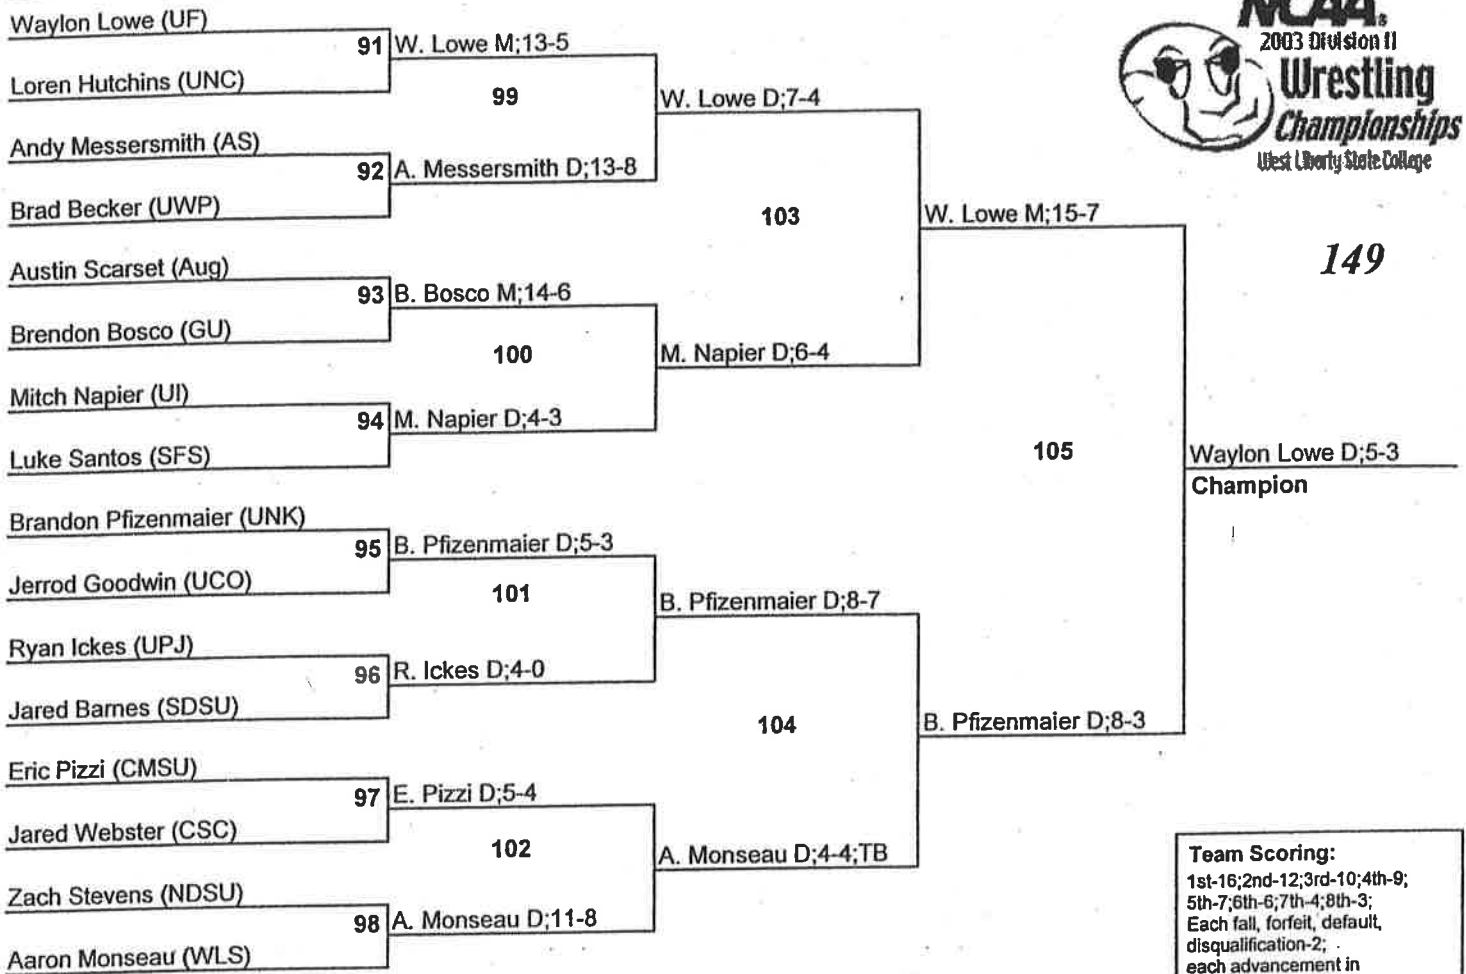 NCAA
2003 Division II
Wrestling
Championships
West Liberty State College
149
Waylon Lowe (UF)
91 W. Lowe M;13-5
Loren Hutchins (UNC)
99
W. Lowe D;7-4
Andy Messersmith (AS)
92 A. Messersmith D;13-8
Brad Becker (UWP)
103
W. Lowe M;15-7
Austin Scarset (Aug)
93 B. Bosco M;14-6
Brendon Bosco (GU)
100
M. Napier D;6-4
Mitch Napier (UI)
94 M. Napier D;4-3
Luke Santos (SFS)
105
Waylon Lowe D;5-3
Champion
Brandon Pfizenmaier (UNK)
95 B. Pfizenmaier D;5-3
Jerrod Goodwin (UCO)
101
B. Pfizenmaier D;8-7
Ryan Ickes (UPJ)
96 R. Ickes D;4-0
Jared Barnes (SDSU)
104
B. Pfizenmaier D;8-3
Eric Pizzi (CMSU)
97 E. Pizzi D;5-4
Jared Webster (CSC)
102
A. Monseau D;4-4;TB
Zach Stevens (NDSU)
98 A. Monseau D;11-8
Aaron Monseau (WLS)
Team Scoring:
1st-16;2nd-12;3rd-10;4th-9;
5th-7;6th-6;7th-4;8th-3;
Each fall, forfeit, default,
disqualification-2;
each advancement in